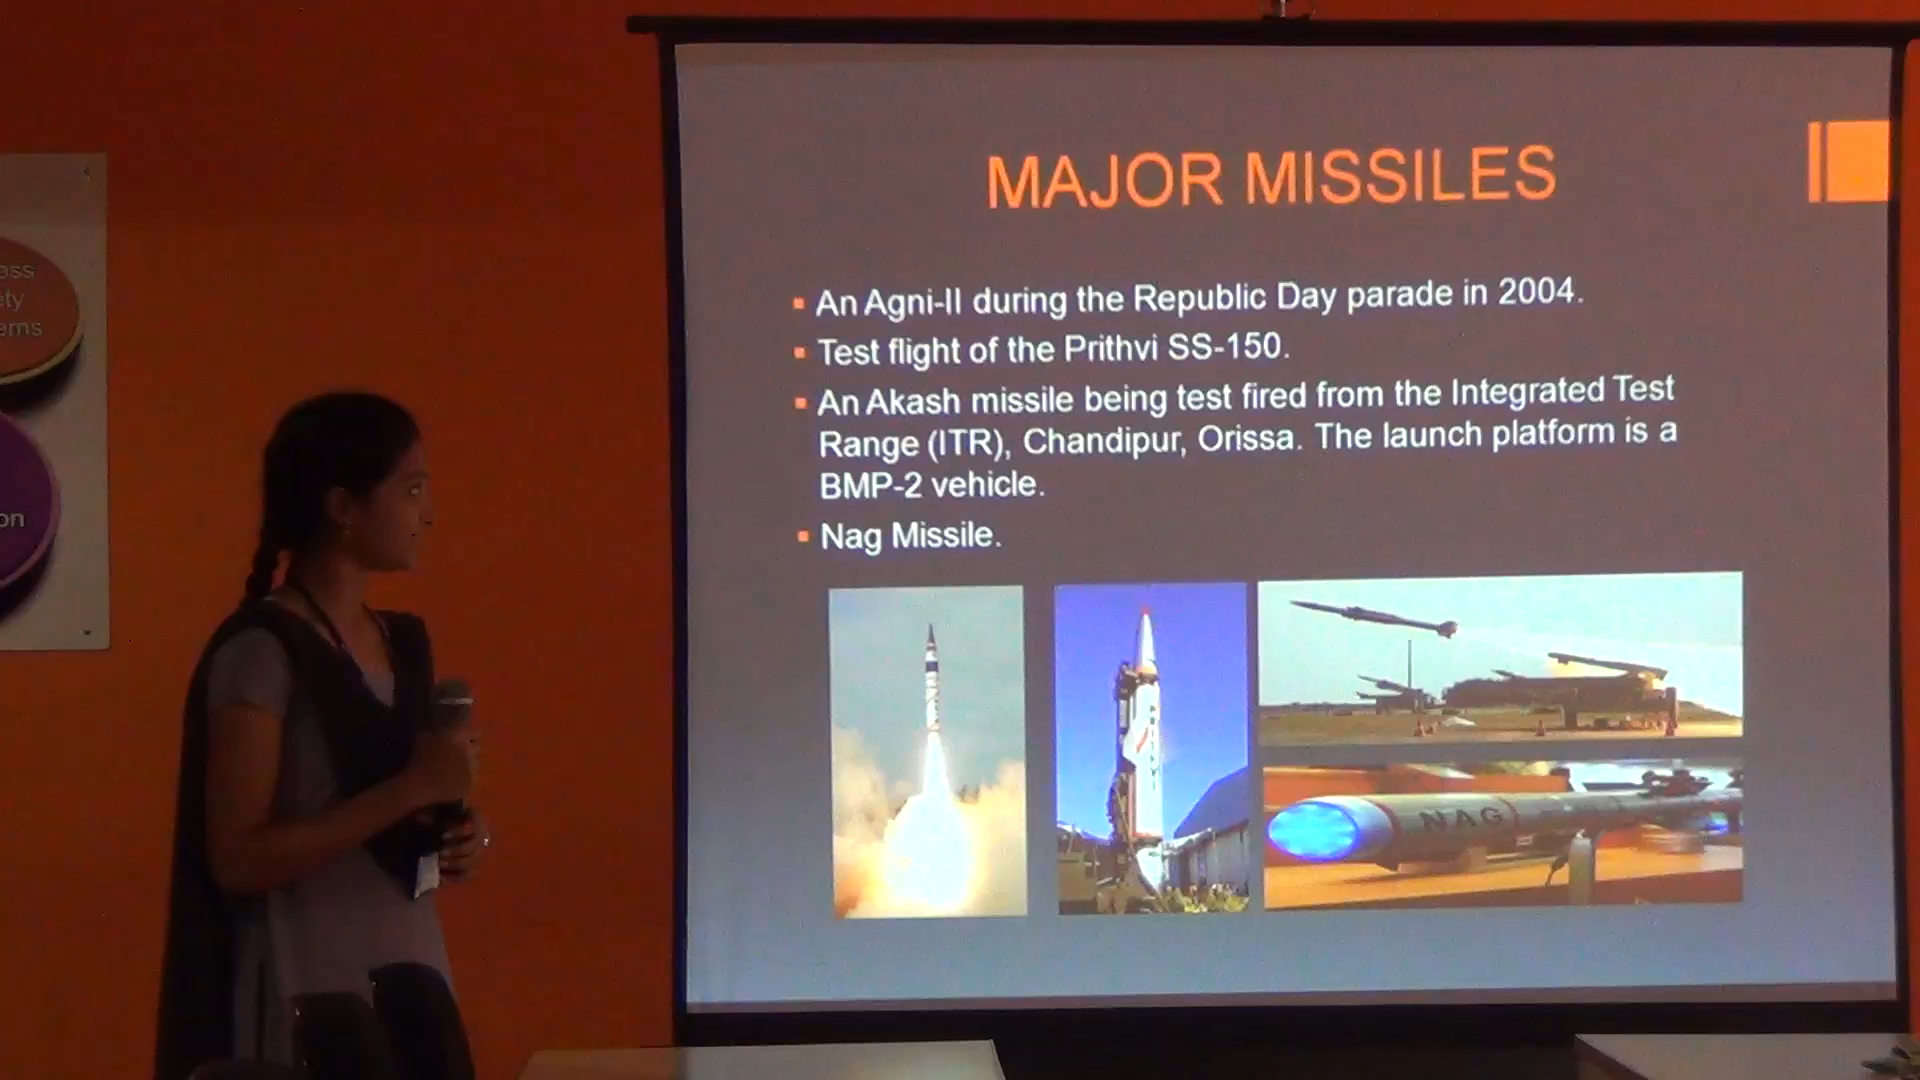 MAJOR MISSILES
An Agni-II during the Republic Day parade in 2004.
Test flight of the Prithvi SS-150.
An Akash missile being test fired from the Integrated Test
Range (ITR), Chandipur, Orissa. The launch platform is a
BMP-2 vehicle.
Nag Missile.
NAG